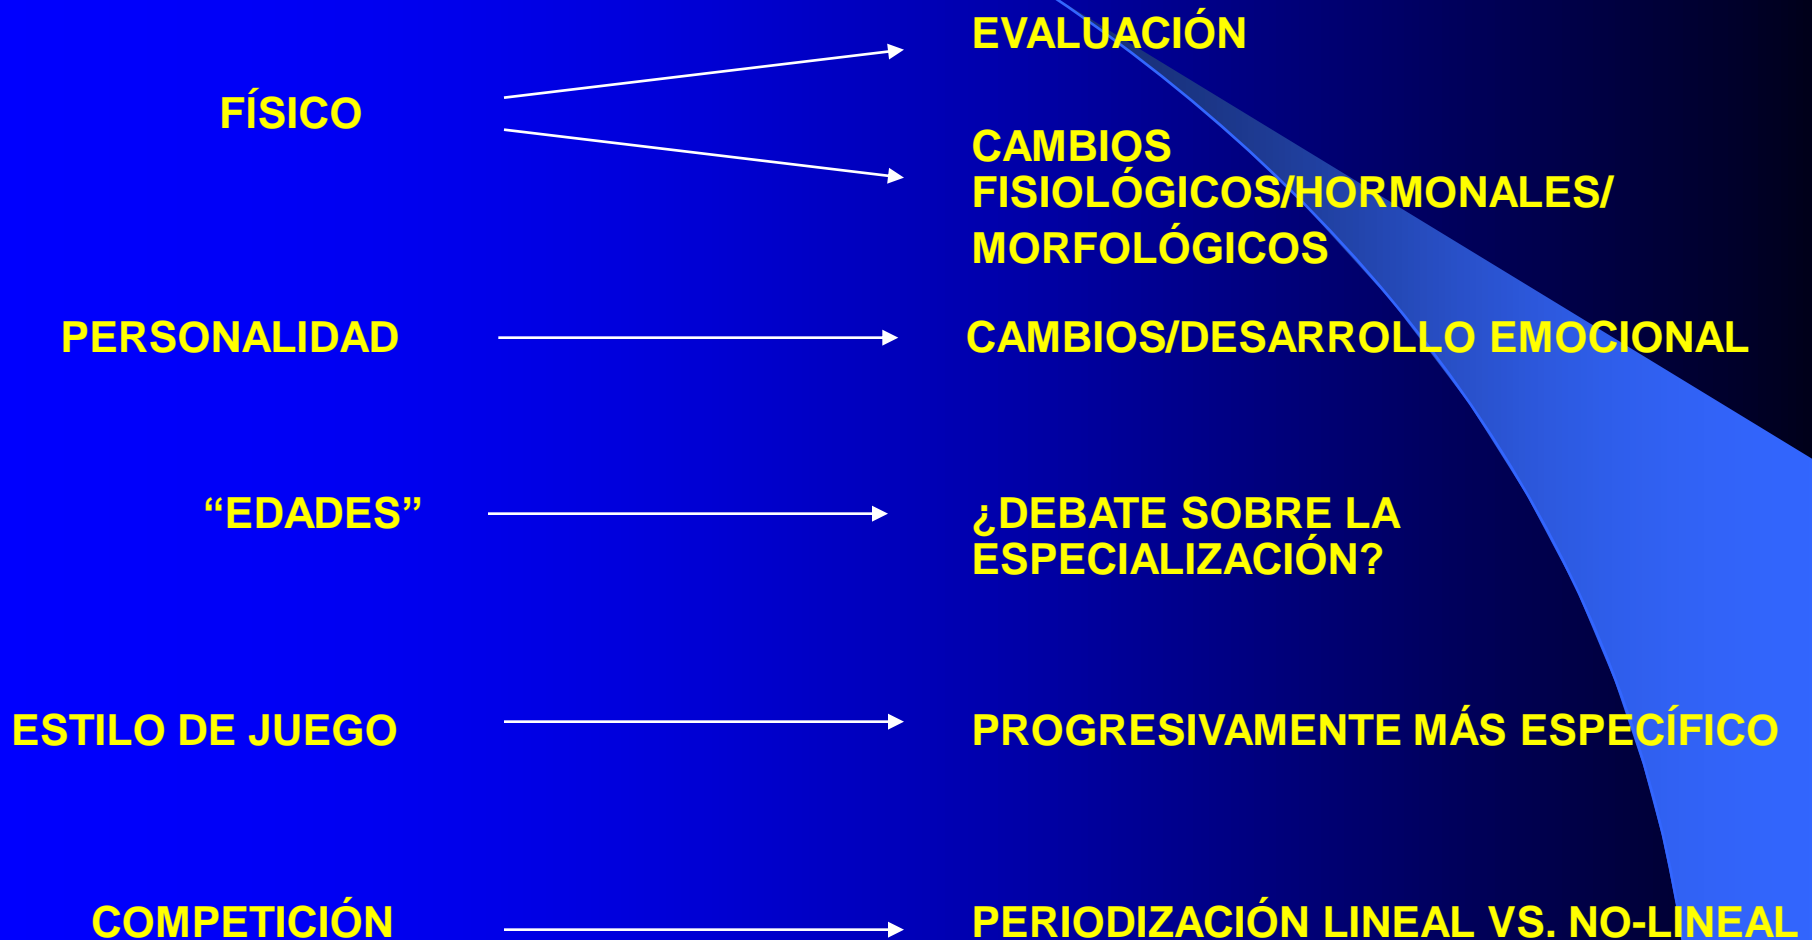 EVALUACIÓN
FÍSICO
CAMBIOS
FISIOLÓGICOS/HORMONALES/
MORFOLÓGICOS
PERSONALIDAD
CAMBIOS/DESARROLLO EMOCIONAL
“EDADES”
¿DEBATE SOBRE LA
ESPECIALIZACIÓN?
ESTILO DE JUEGO
PROGRESIVAMENTE MÁS ESPECÍFICO
COMPETICIÓN
PERIODIZACIÓN LINEAL VS. NO-LINEAL